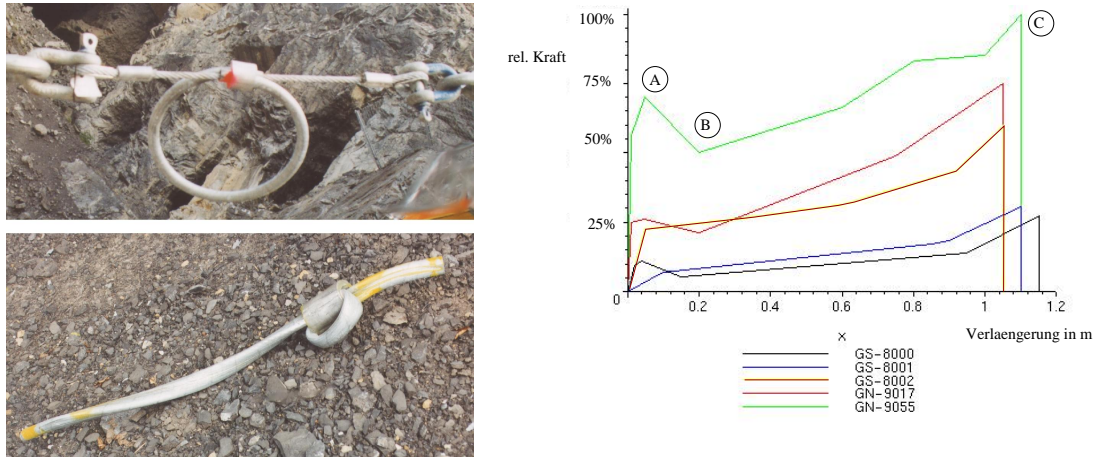 100%
rel. Kraft
C
A
75%
B
50%
25%
0
0.2 0.4 0.6 0.8 1 1.2
×
Verlaengerung in m
GS-8000
GS-8001
GS-8002
GN-9017
GN-9055